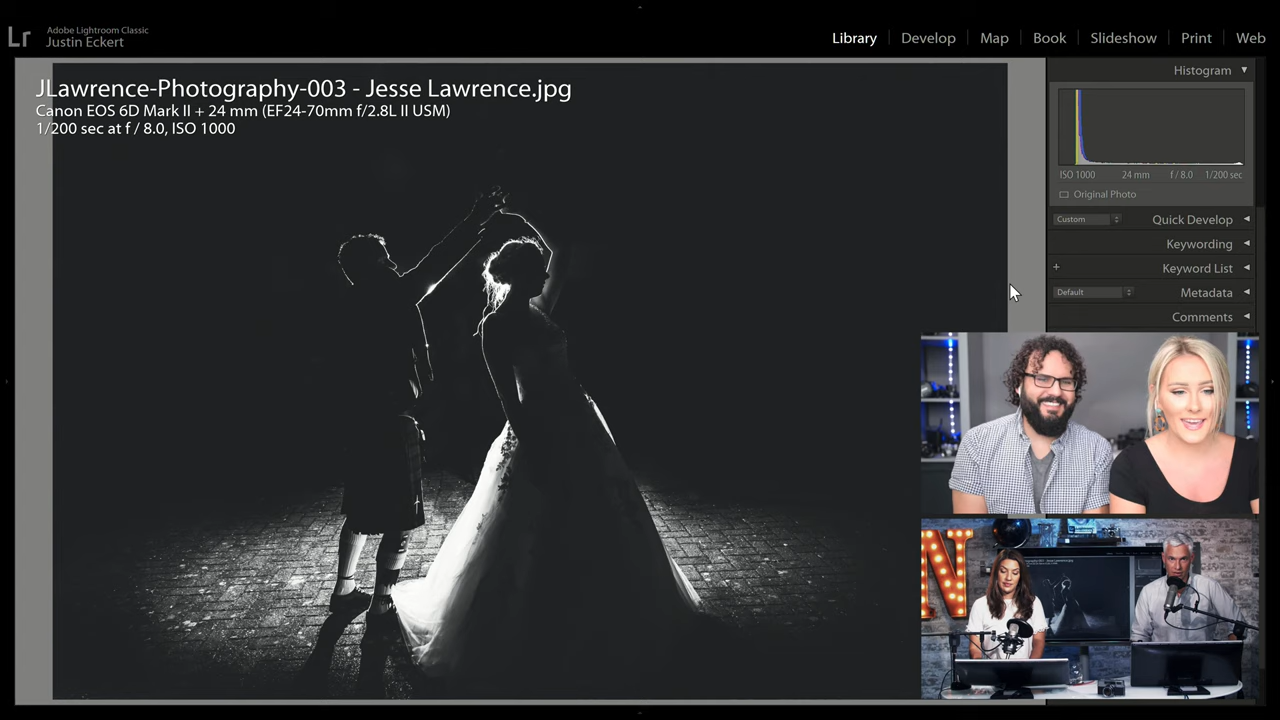 Lr
Adobe Lightroom Classic
Justin Eckert
Library Develop Map Book Slideshow Print Web
JLawrence-Photography-003 - Jesse Lawrence.jpg
Canon EOS 6D Mark II + 24 mm (EF24-70mm f/2.8L II USM)
1/200 sec at f / 8.0, ISO 1000
Histogram
ISO 1000 24 mm f / 8.0 1/200 sec
Original Photo
Custom Quick Develop
Keywording
+ Keyword List
Default Metadata
Comments
N